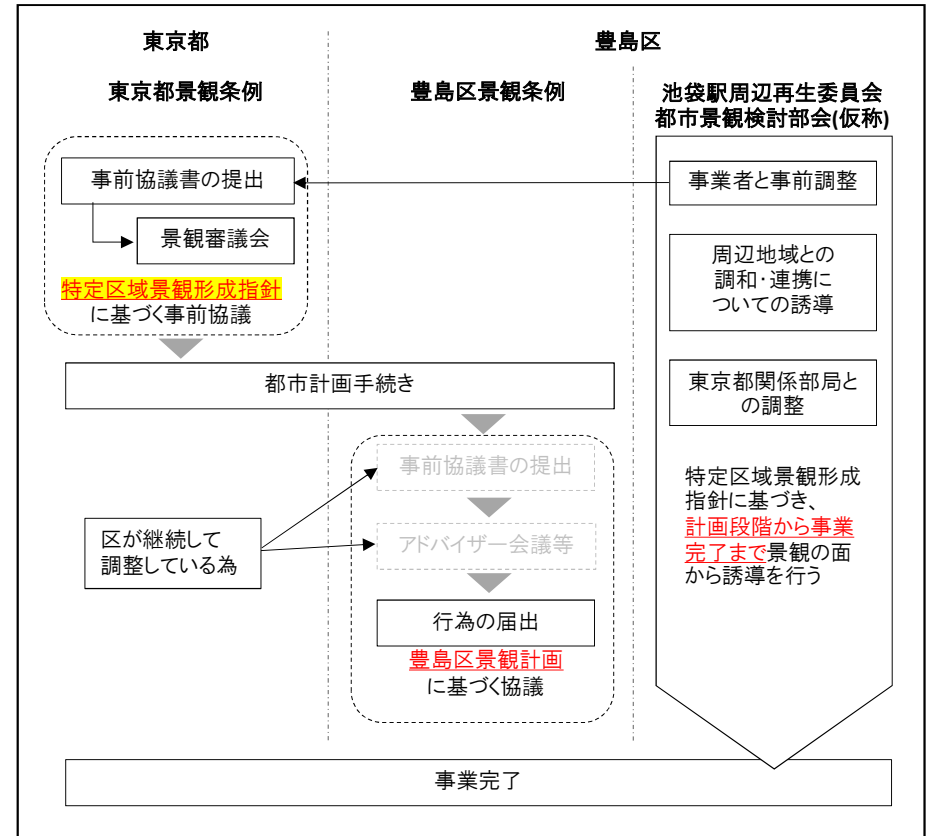 東京都
豊島区
東京都景観条例
豊島区景観条例
池袋駅周辺再生委員会
都市景観検討部会(仮称)
事前協議書の提出
景観審議会
特定区域景観形成指針
に基づく事前協議
事業者と事前調整
周辺地域との
調和・連携に
ついての誘導
東京都関係部局と
の調整
都市計画手続き
事前協議書の提出
アドバイザー会議等
区が継続して
調整している為
行為の届出
豊島区景観計画
に基づく協議
特定区域景観形成
指針に基づき、
計画段階から事業
完了まで景観の面
から誘導を行う
事業完了